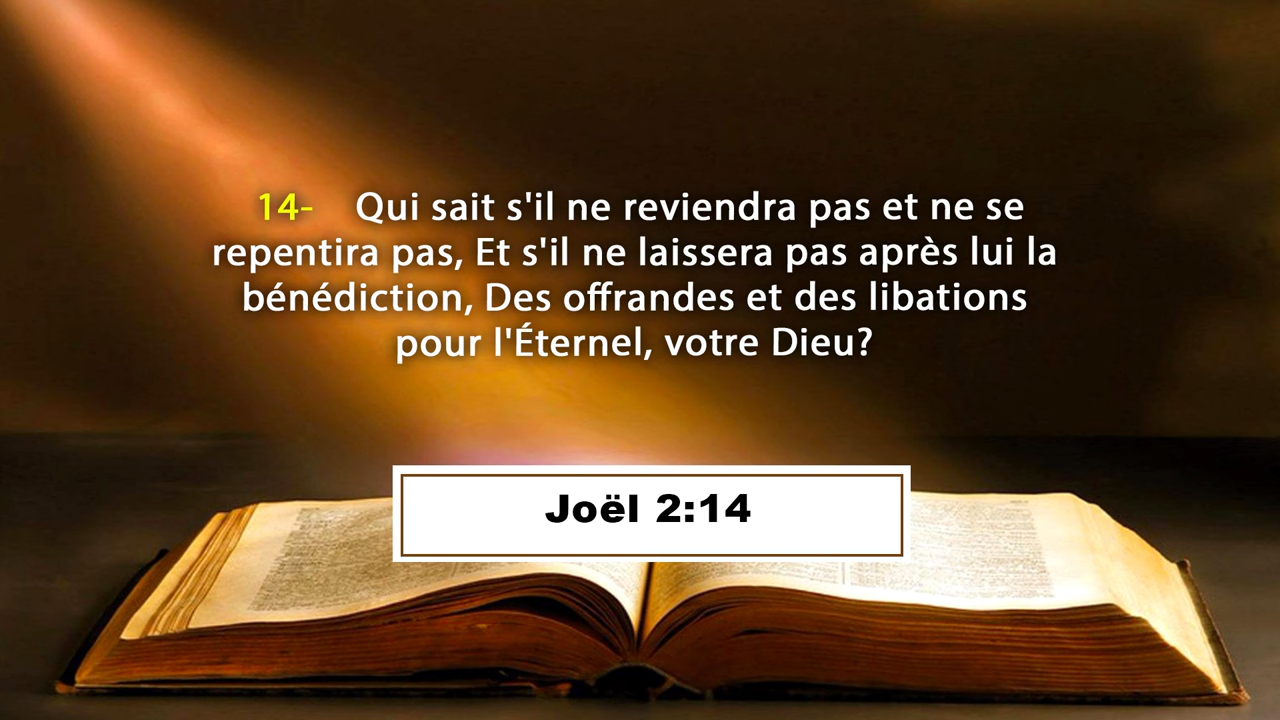 14- Qui sait s'il ne reviendra pas et ne se
repentira pas, Et s'il ne laissera pas après lui la
bénédiction, Des offrandes et des libations
pour l'Éternel, votre Dieu?
Joël 2:14